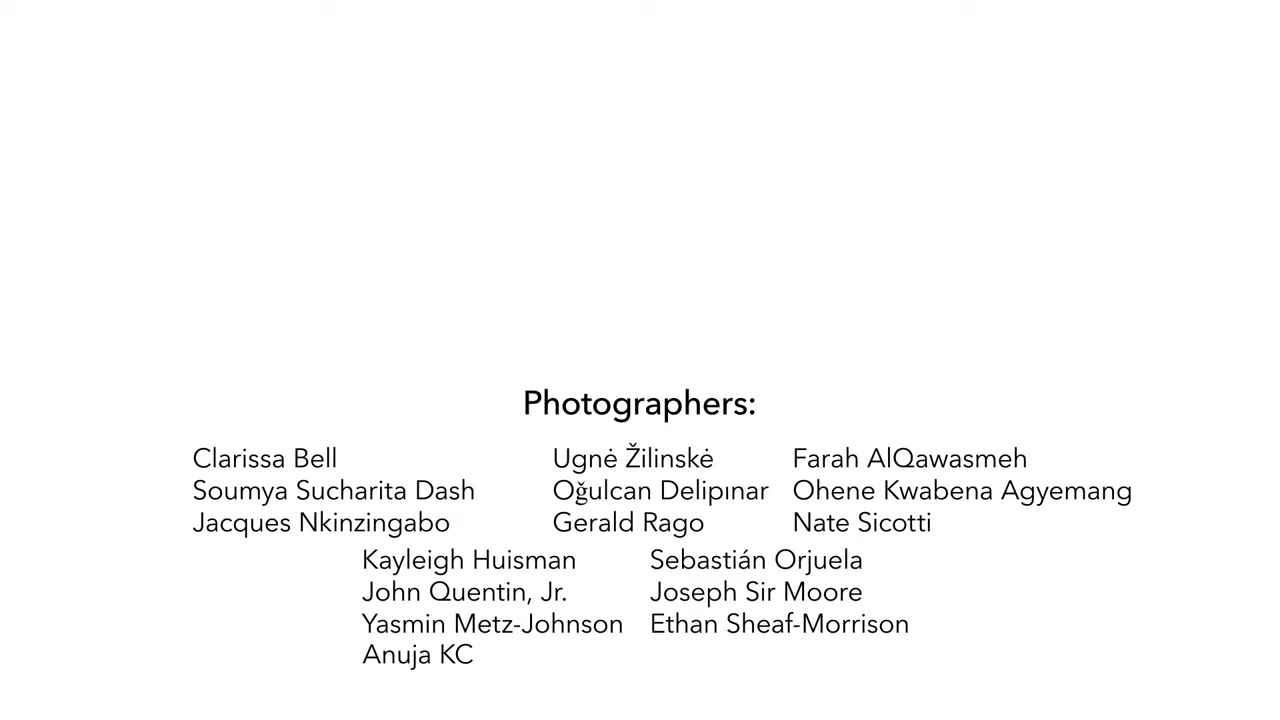 Photographers:
Clarissa Bell Ugnė Žilinskė Farah AlQawasmeh
Soumya Sucharita Dash Oğulcan Delipınar Ohene Kwabena Agyemang
Jacques Nkinzingabo Gerald Rago Nate Sicotti
Kayleigh Huisman Sebastián Orjuela
John Quentin, Jr. Joseph Sir Moore
Yasmin Metz-Johnson Ethan Sheaf-Morrison
Anuja KC